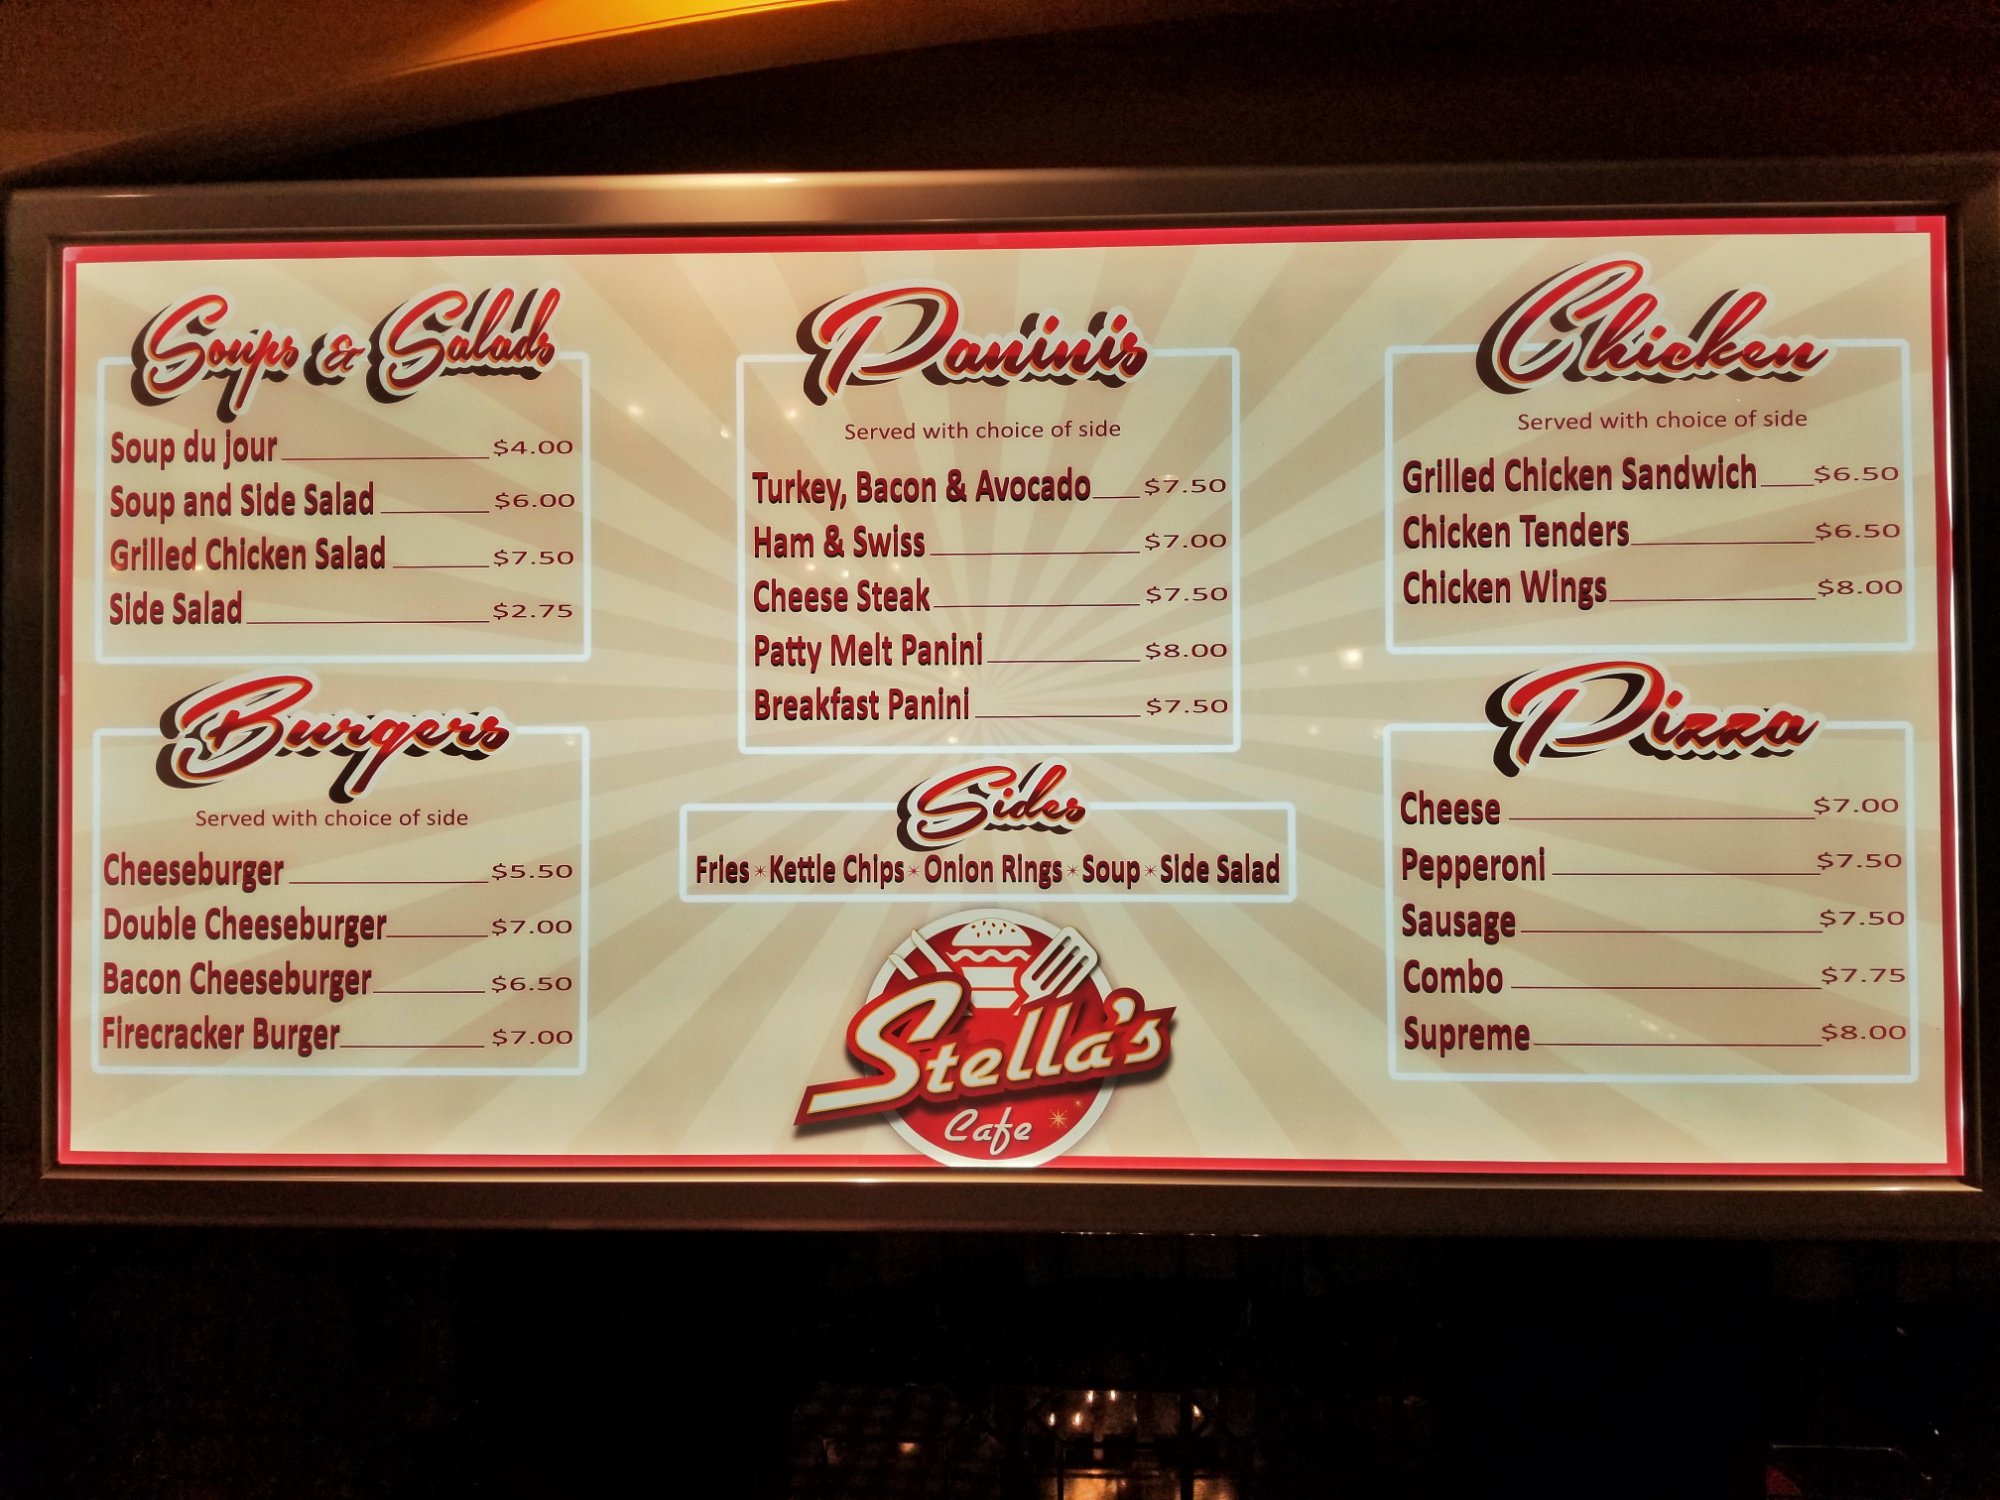 Soups & Salads
Soup du jour $4.00
Soup and Side Salad $6.00
Grilled Chicken Salad $7.50
Side Salad $2.75
Burgers
Served with choice of side
Cheeseburger $5.50
Double Cheeseburger $7.00
Bacon Cheeseburger $6.50
Firecracker Burger $7.00
Paninis
Served with choice of side
Turkey, Bacon & Avocado $7.50
Ham & Swiss $7.00
Cheese Steak $7.50
Patty Melt Panini $8.00
Breakfast Panini $7.50
Sides
Fries * Kettle Chips * Onion Rings * Soup * Side Salad
Stella's
Cafe
Chicken
Served with choice of side
Grilled Chicken Sandwich $6.50
Chicken Tenders $6.50
Chicken Wings $8.00
Pizza
Cheese $7.00
Pepperoni $7.50
Sausage $7.50
Combo $7.75
Supreme $8.00